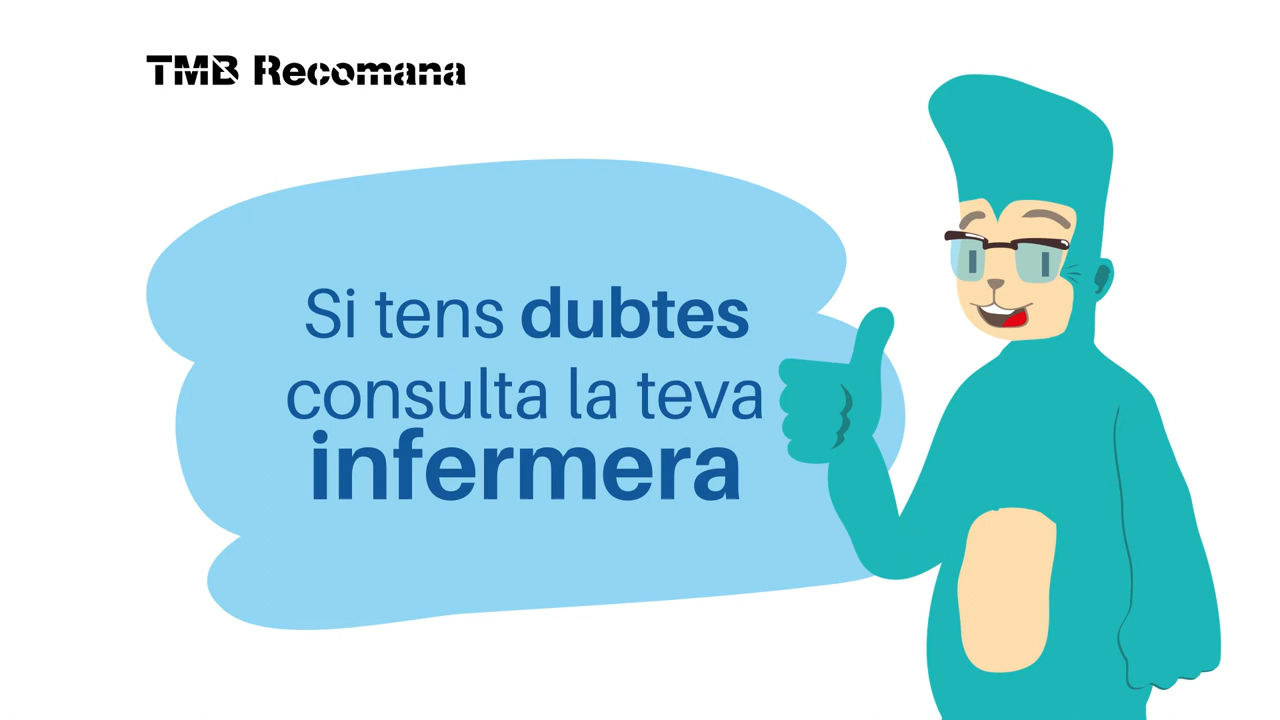 TMB Recomana
Si tens dubtes
consulta la teva
infermera